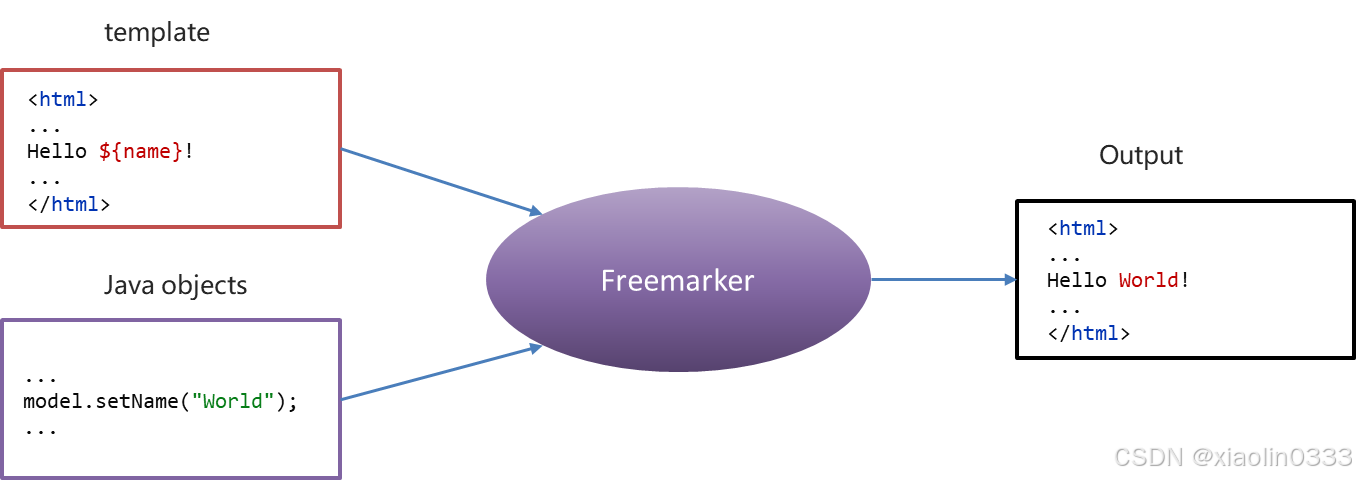 template
<html>
...
Hello ${name}!
...
</html>
Java objects
...
model.setName("World");
...
Freemarker
Output
<html>
...
Hello World!
...
</html>
CSDN @xiaolin0333